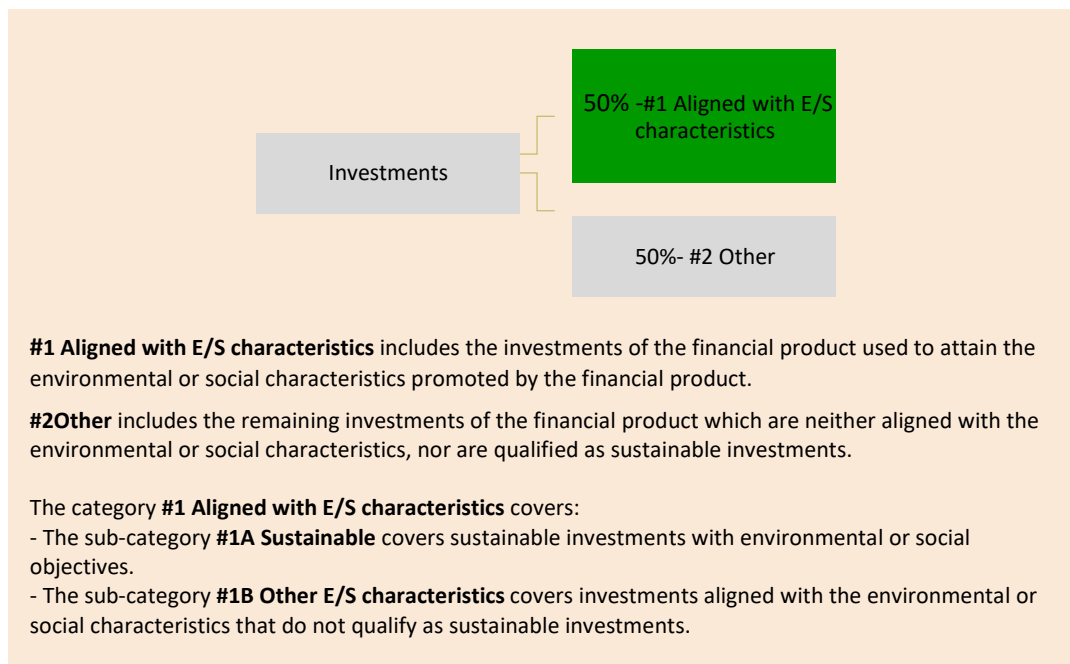 50% -#1 Aligned with E/S
characteristics
Investments
50%- #2 Other
#1 Aligned with E/S characteristics includes the investments of the financial product used to attain the
environmental or social characteristics promoted by the financial product.
#2Other includes the remaining investments of the financial product which are neither aligned with the
environmental or social characteristics, nor are qualified as sustainable investments.
The category #1 Aligned with E/S characteristics covers:
- The sub-category #1A Sustainable covers sustainable investments with environmental or social
objectives.
- The sub-category #1B Other E/S characteristics covers investments aligned with the environmental or
social characteristics that do not qualify as sustainable investments.